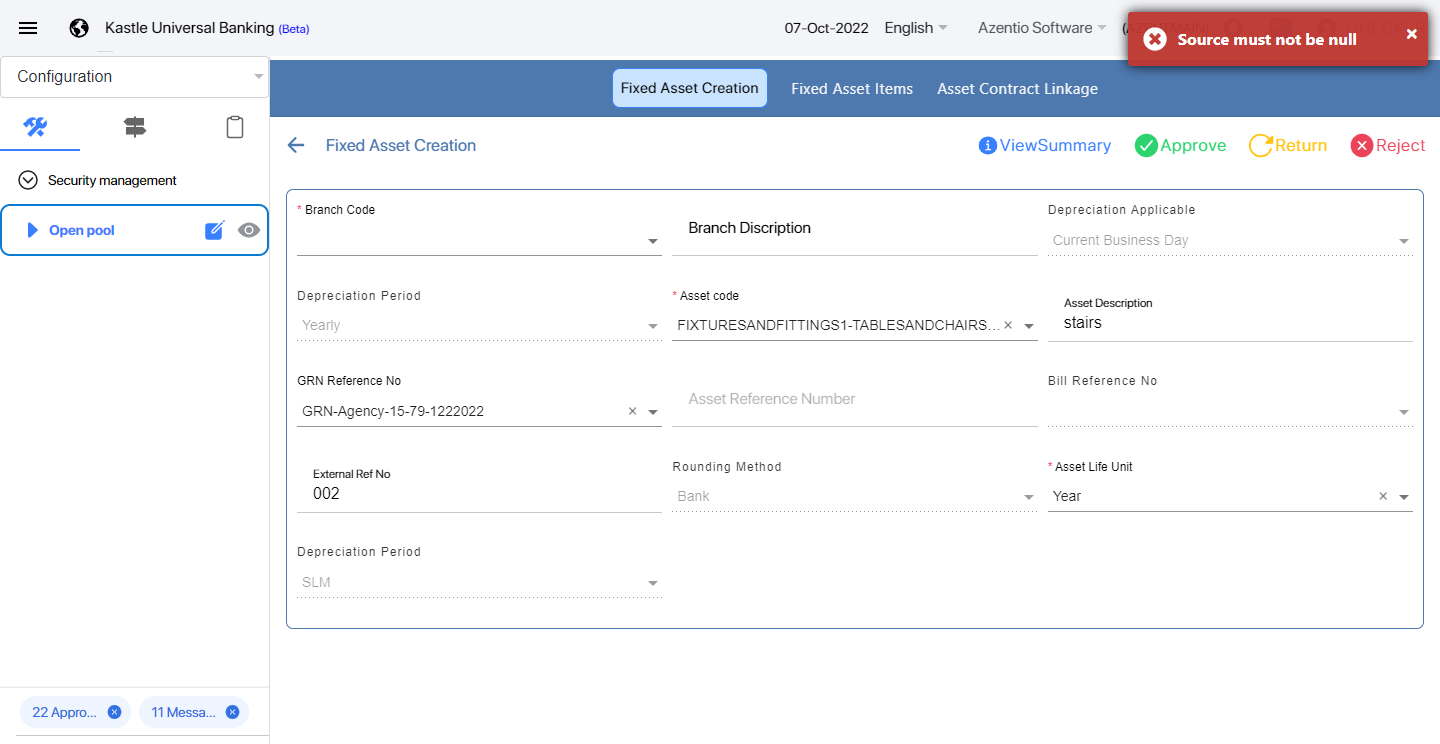 Kastle Universal Banking (Beta)
07-Oct-2022 English Azentio Software
Source must not be null
Configuration
Fixed Asset Creation Fixed Asset Items Asset Contract Linkage
Fixed Asset Creation
ViewSummary Approve Return Reject
Security management
Open pool
* Branch Code
Branch Discription
Depreciation Applicable
Current Business Day
Depreciation Period
Yearly
* Asset code
FIXTURESANDFITTINGS1-TABLESANDCHAIRS...
Asset Description
stairs
GRN Reference No
GRN-Agency-15-79-1222022
Asset Reference Number
Bill Reference No
External Ref No
002
Rounding Method
Bank
* Asset Life Unit
Year
Depreciation Period
SLM
22 Appro... 11 Messa...